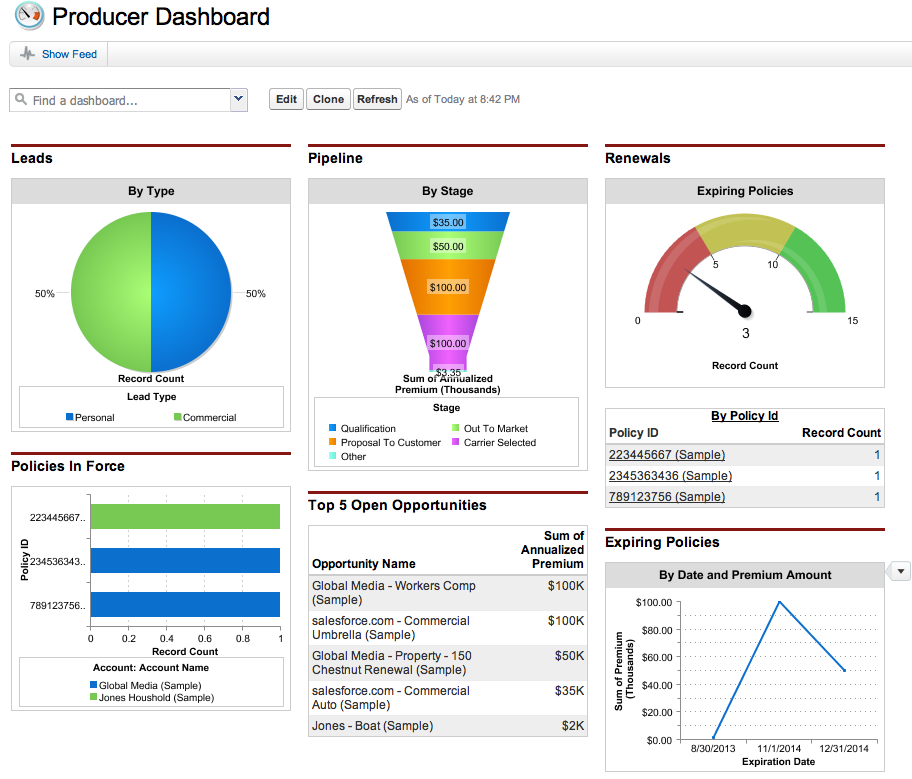 Producer Dashboard
Show Feed
Find a dashboard...
Edit Clone Refresh As of Today at 8:42 PM
Leads
By Type
50%
50%
Record Count
Lead Type
Personal Commercial
Policies In Force
Policy ID
223445667..
234536343..
789123756..
0 0.2 0.4 0.6 0.8 1
Record Count
Account: Account Name
Global Media (Sample)
Jones Houshold (Sample)
Pipeline
By Stage
$35.00
$50.00
$100.00
$100.00
$3.35
Sum of Annualized
Premium (Thousands)
Stage
Qualification Out To Market
Proposal To Customer Carrier Selected
Other
Top 5 Open Opportunities
Opportunity Name Sum of
Annualized
Premium
Global Media - Workers Comp $100K
(Sample)
salesforce.com - Commercial $100K
Umbrella (Sample)
Global Media - Property - 150 $50K
Chestnut Renewal (Sample)
salesforce.com - Commercial $35K
Auto (Sample)
Jones - Boat (Sample) $2K
Renewals
Expiring Policies
5 10
0 15
3
Record Count
By Policy Id
Policy ID Record Count
223445667 (Sample) 1
2345363436 (Sample) 1
789123756 (Sample) 1
Expiring Policies
By Date and Premium Amount
Sum of Premium
(Thousands)
$100.00
$80.00
$60.00
$40.00
$20.00
$0.00
8/30/2013 11/1/2014 12/31/2014
Expiration Date